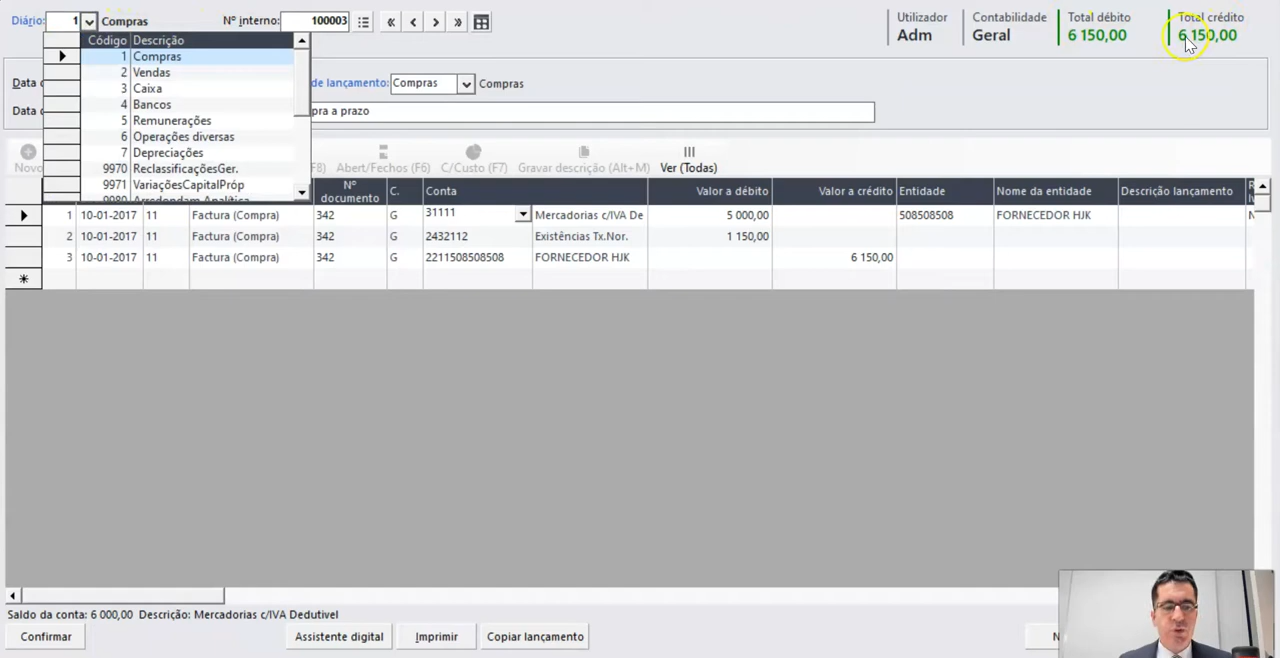 Diário: 1 Compras Nº interno: 100003 Utilizador Contabilidade Total débito Total crédito
Adm Geral 6 150,00 6 150,00
Código Descrição
1 Compras
2 Vendas
3 Caixa
4 Bancos
5 Remunerações
6 Operações diversas
7 Depreciações
9970 ReclassificaçõesGer.
9971 VariaçõesCapitalPróp
Data de lançamento: Compras Compras
Data pra a prazo
Novo (F8) Abert/Fechos (F6) C/Custo (F7) Gravar descrição (Alt+M) Ver (Todas)
Nº documento C. Conta Valor a débito Valor a crédito Entidade Nome da entidade Descrição lançamento
1 10-01-2017 11 Factura (Compra) 342 G 31111 Mercadorias c/IVA De 5 000,00 508508508 FORNECEDOR HJK
2 10-01-2017 11 Factura (Compra) 342 G 2432112 Existências Tx.Nor. 1 150,00
3 10-01-2017 11 Factura (Compra) 342 G 2211508508508 FORNECEDOR HJK 6 150,00
Saldo da conta: 6 000,00 Descrição: Mercadorias c/IVA Dedutivel
Confirmar Assistente digital Imprimir Copiar lançamento